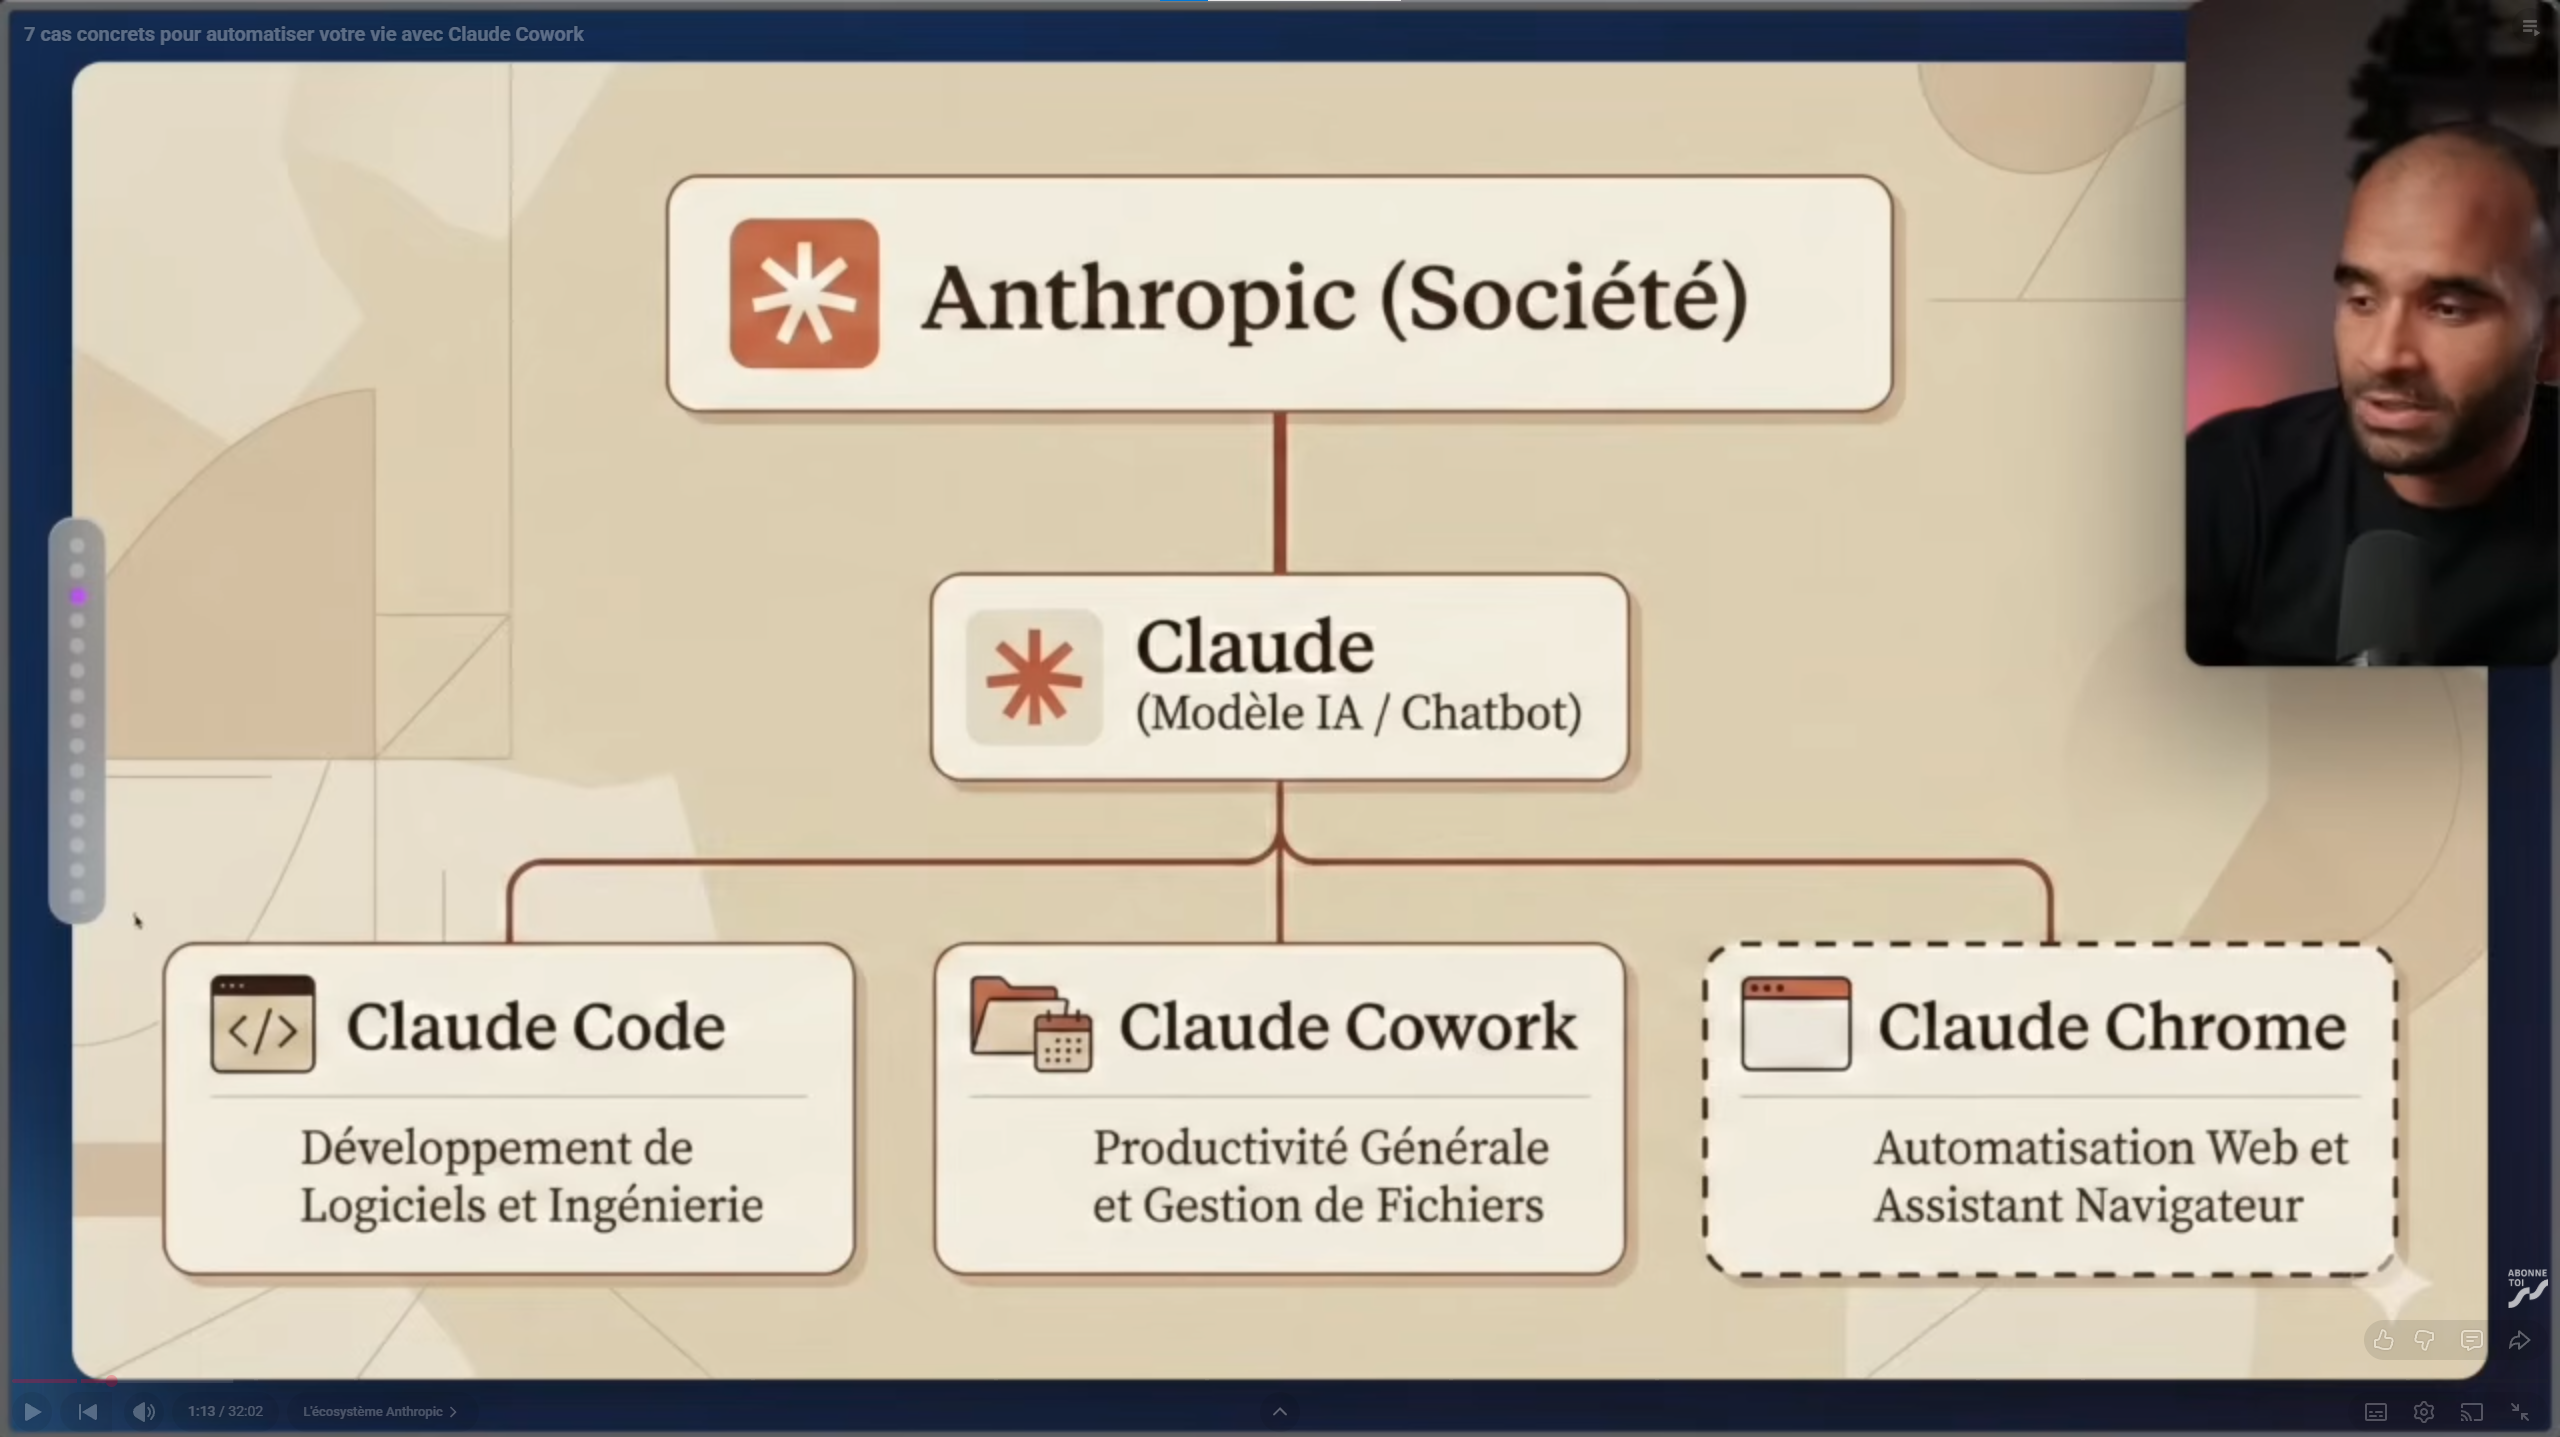 7 cas concrets pour automatiser votre vie avec Claude Cowork
Anthropic (Société)
Claude
(Modèle IA / Chatbot)
Claude Code
Développement de
Logiciels et Ingénierie
Claude Cowork
Productivité Générale
et Gestion de Fichiers
Claude Chrome
Automatisation Web et
Assistant Navigateur
ABONNE
TOI
1:13 / 32:02
L'écosystème Anthropic